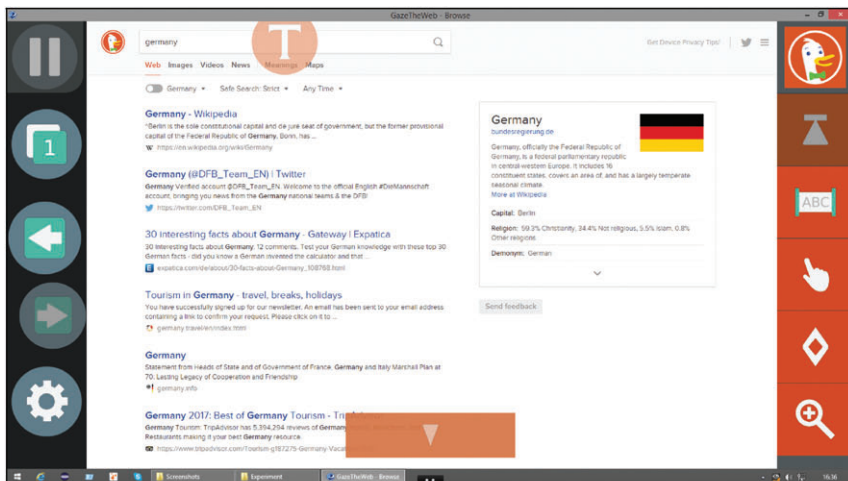 GazeTheWeb - Browse
germany
T
Get Device Privacy Tips!
Web Images Videos News Meanings Maps
Germany Safe Search: Strict Any Time
1
ABC
Germany - Wikipedia
"Berlin is the sole constitutional capital and de jure seat of government, but the former provisional
capital of the Federal Republic of Germany, Bonn, has ...
W https://en.wikipedia.org/wiki/Germany
Germany (@DFB_Team_EN) | Twitter
Germany Verified account @DFB_Team_EN. Welcome to the official English #DieMannschaft
account, bringing you news from the Germany national teams & the DFB!
https://twitter.com/DFB_Team_EN
30 interesting facts about Germany - Gateway | Expatica
30 Interesting facts about Germany. 12 comments. Test your German knowledge with these top 30
German facts - did you know a German invented the calculator and that ...
expatica.com/de/about/30-facts-about-Germany_108768.html
Tourism in Germany - travel, breaks, holidays
You have successfully signed up for our newsletter. An email has been sent to your email address
containing a link to confirm your request. Please click on it to ...
germany.travel/en/index.html
Germany
Statement from Heads of State and of Government of France, Germany and Italy Marshall Plan at
70: Lasting Legacy of Cooperation and Friendship
germany.info
Germany 2017: Best of Germany Tourism - TripAdvisor
Germany Tourism: TripAdvisor has 5,394,294 reviews of Germany
Restaurants making it your best Germany resource.
https://www.tripadvisor.com/Tourism-g187275-Germany-Vacations
Germany
bundesregierung.de
Germany, officially the Federal Republic of
Germany, is a federal parliamentary republic
in central-western Europe. It includes 16
constituent states, covers an area of, and has a largely temperate
seasonal climate.
More at Wikipedia
Capital: Berlin
Religion: 59.3% Christianity, 34.4% Not religious, 5.5% Islam, 0.8%
Other religions
Demonym: German
Send feedback
Screenshots Experiment GazeTheWeb - Browse
16:36